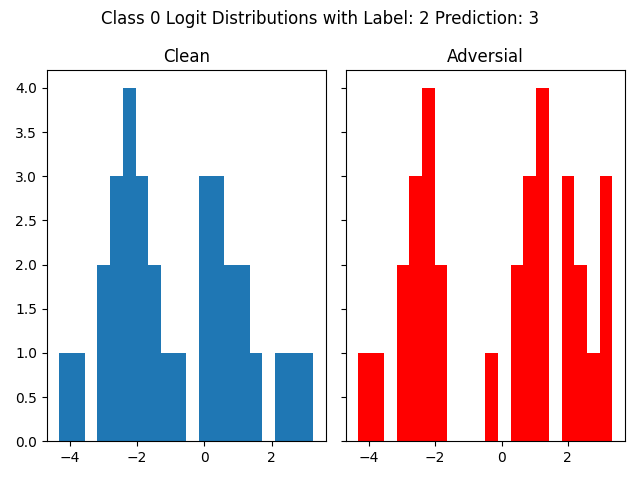 Class 0 Logit Distributions with Label: 2 Prediction: 3
Clean
Adversial
4.0
3.5
3.0
2.5
2.0
1.5
1.0
0.5
0.0
−4 −2 0 2
−4 −2 0 2